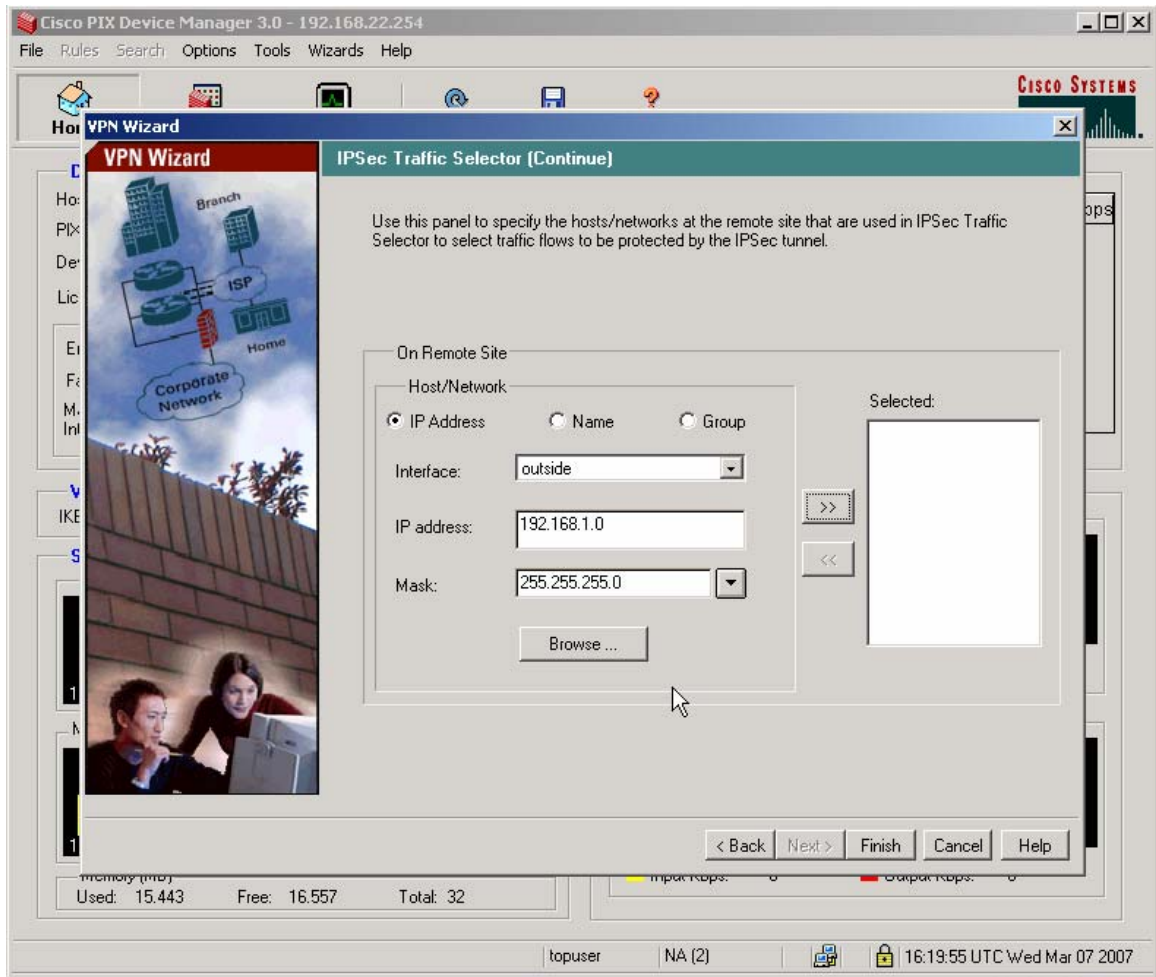 Cisco PIX Device Manager 3.0 - 192.168.22.254
File Rules Search Options Tools Wizards Help
CISCO SYSTEMS
VPN Wizard
VPN Wizard
IPSec Traffic Selector (Continue)
Branch
ISP
Home
Corporate
Network
Use this panel to specify the hosts/networks at the remote site that are used in IPSec Traffic
Selector to select traffic flows to be protected by the IPSec tunnel.
On Remote Site
Host/Network
IP Address Name Group
Interface: outside
IP address: 192.168.1.0
Mask: 255.255.255.0
Browse ...
Selected:
>>
<<
< Back Next > Finish Cancel Help
Used: 15.443 Free: 16.557 Total: 32
topuser NA (2) 16:19:55 UTC Wed Mar 07 2007